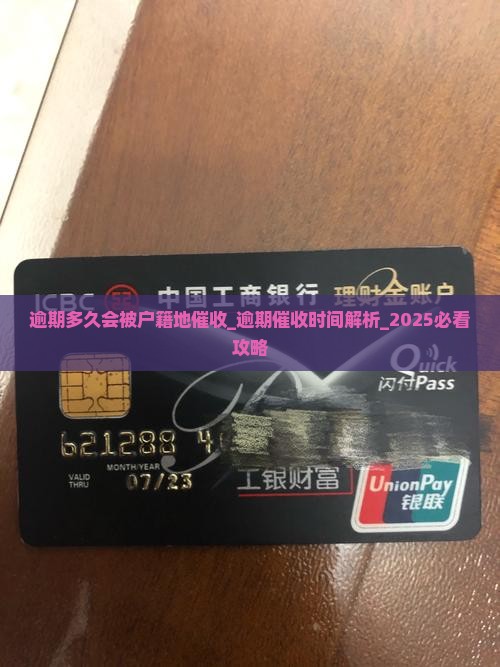 ICBC 中国工商银行 理财金账户
逾期多久会被户籍地催收_逾期催收时间解析_2025必看
攻略
Quick
闪付Pass
621288 4
MONTH/YEAR
VALID
THRU
07/23
工银财富
UnionPay
银联